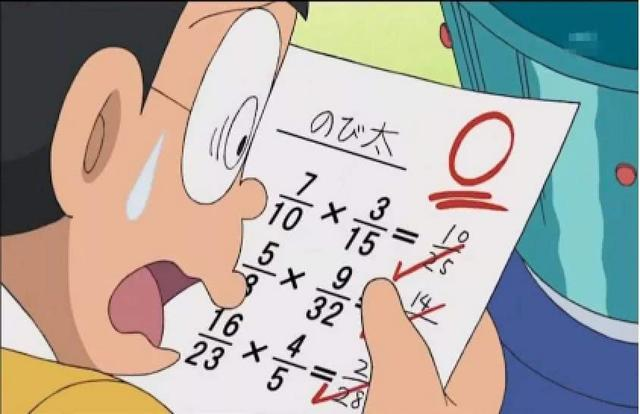 のび太
0
7/10 × 3/15 = 10/25
5/ × 9/32 = 14/
16/23 × 4/5 = 2/28